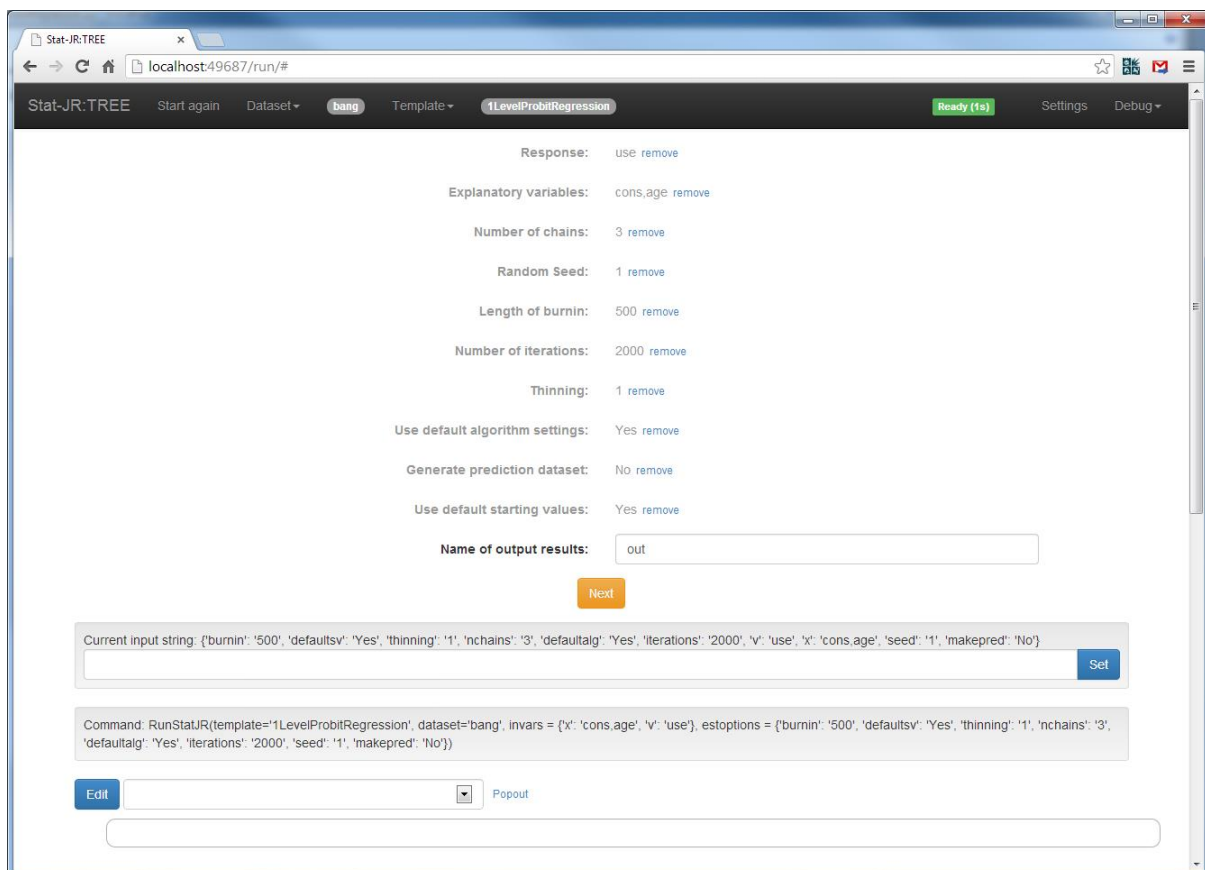 Stat-JR:TREE
localhost:49687/run/#
Stat-JR:TREE Start again Dataset bang Template 1LevelProbitRegression Ready (1s) Settings Debug
Response: use remove
Explanatory variables: cons,age remove
Number of chains: 3 remove
Random Seed: 1 remove
Length of burnin: 500 remove
Number of iterations: 2000 remove
Thinning: 1 remove
Use default algorithm settings: Yes remove
Generate prediction dataset: No remove
Use default starting values: Yes remove
Name of output results: out
Next
Current input string: {'burnin': '500', 'defaultsv': 'Yes', 'thinning': '1', 'nchains': '3', 'defaultalg': 'Yes', 'iterations': '2000', 'v': 'use', 'x': 'cons,age', 'seed': '1', 'makepred': 'No'}
Set
Command: RunStatJR(template='1LevelProbitRegression', dataset='bang', invars = {'x': 'cons,age', 'v': 'use'}, estoptions = {'burnin': '500', 'defaultsv': 'Yes', 'thinning': '1', 'nchains': '3',
'defaultalg': 'Yes', 'iterations': '2000', 'seed': '1', 'makepred': 'No'})
Edit Popout